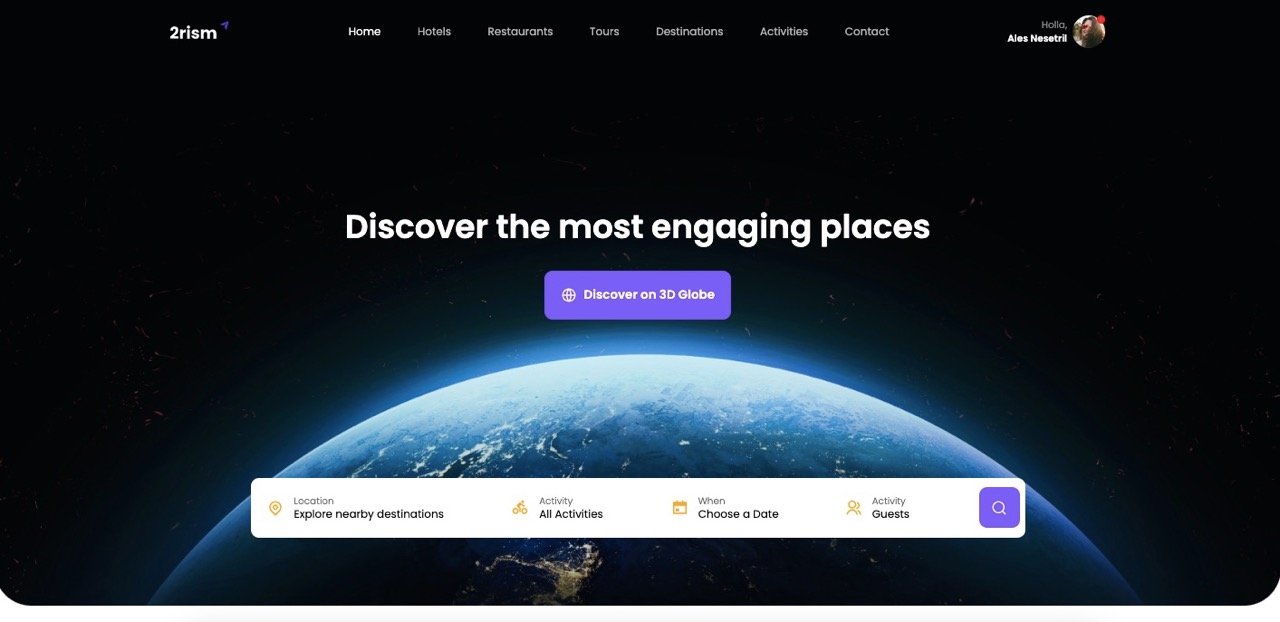 2rism
Home
Hotels
Restaurants
Tours
Destinations
Activities
Contact
Holla,
Ales Nesetril
Discover the most engaging places
Discover on 3D Globe
Location
Explore nearby destinations
Activity
All Activities
When
Choose a Date
Activity
Guests